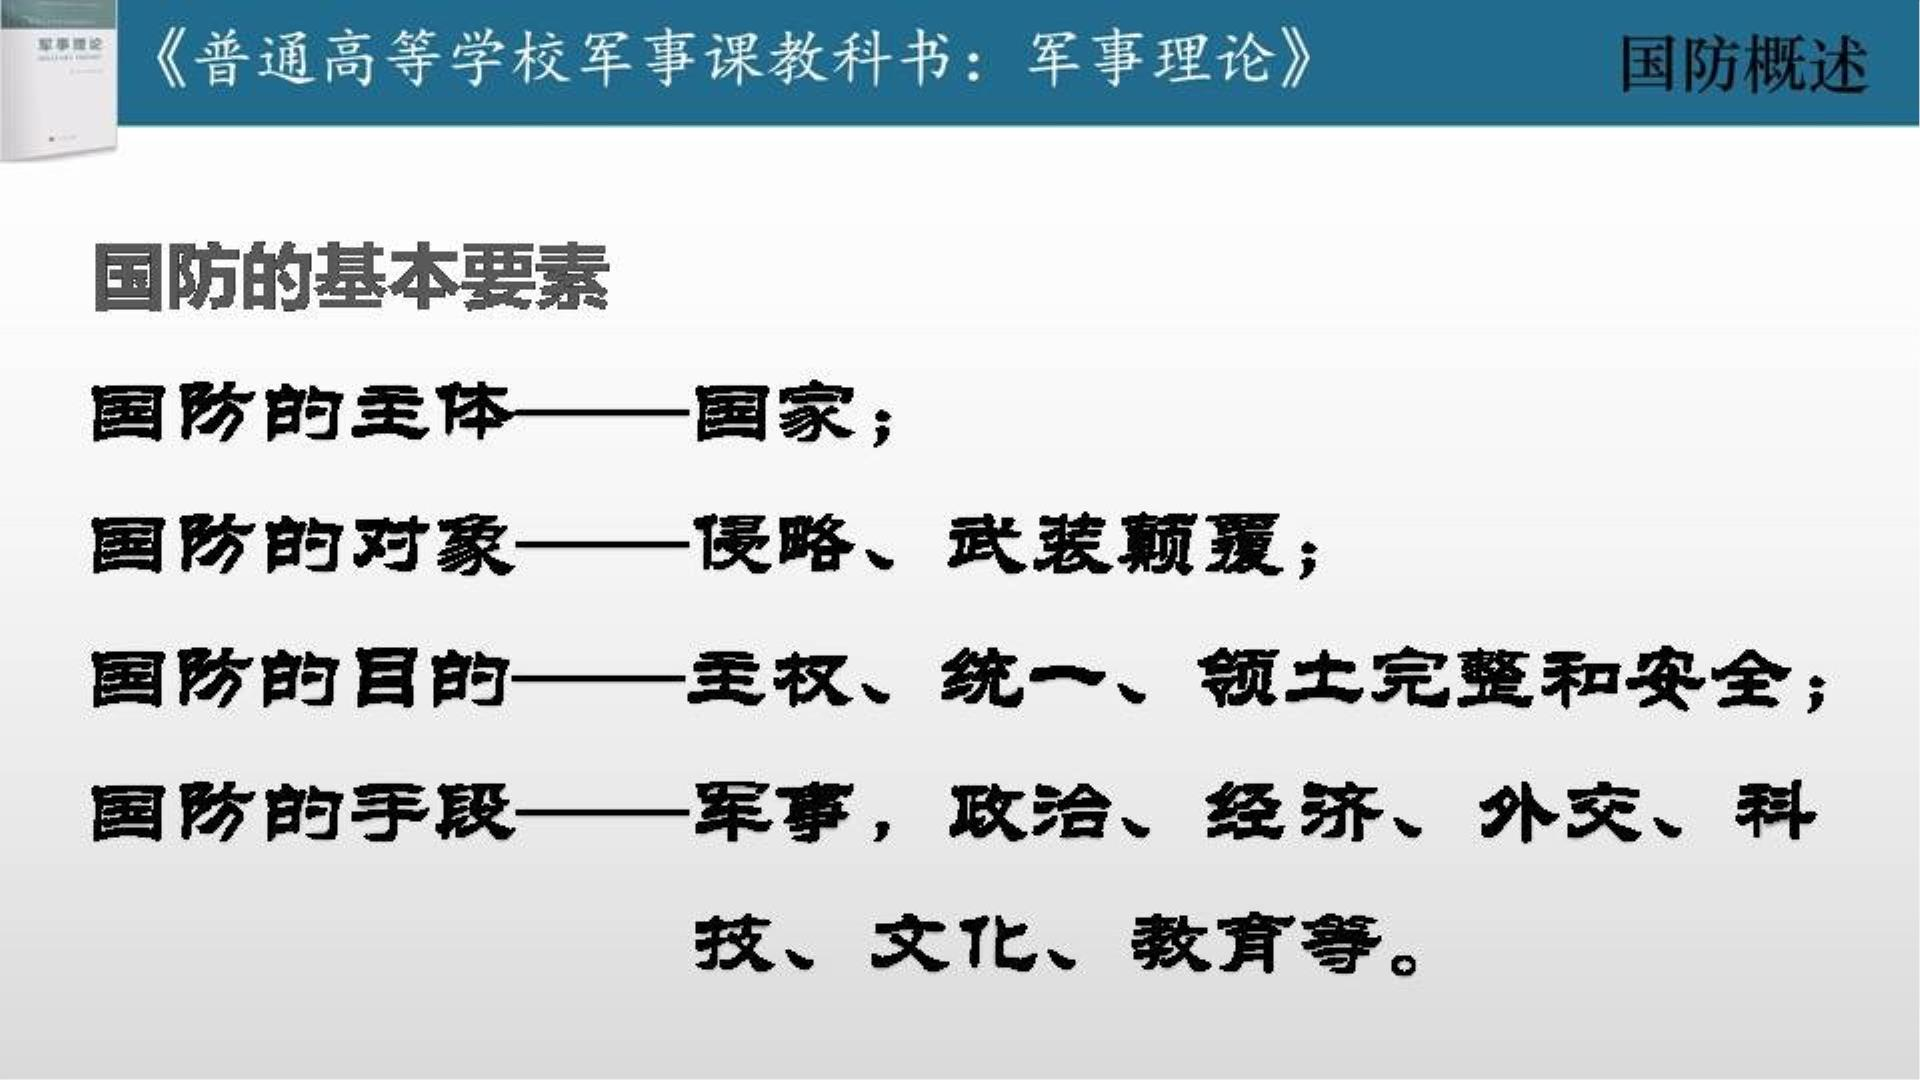 军事理论
《普通高等学校军事课教科书：军事理论》
国防概述
国防的基本要素
国防的主体——国家；
国防的对象——侵略、武装颠覆；
国防的目的——主权、统一、领土完整和安全；
国防的手段——军事，政治、经济、外交、科
技、文化、教育等。